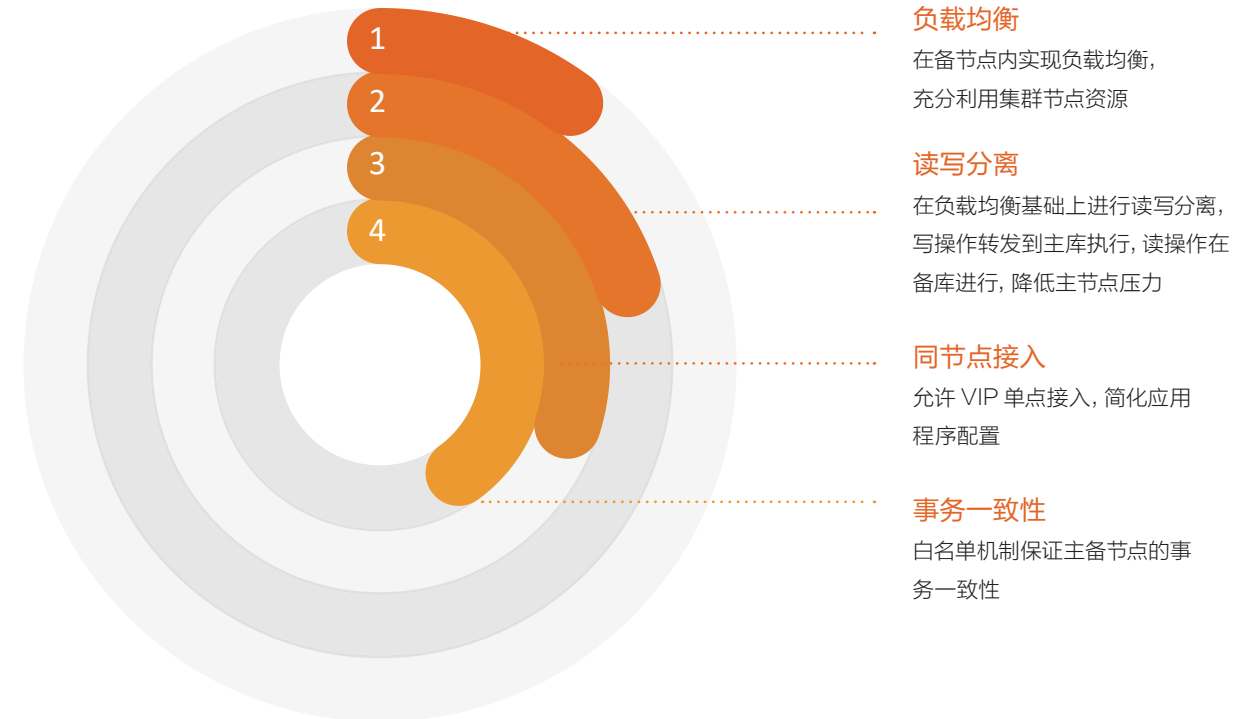 1
负载均衡
在备节点内实现负载均衡,
充分利用集群节点资源
2
读写分离
在负载均衡基础上进行读写分离,
写操作转发到主库执行, 读操作在
备库进行, 降低主节点压力
3
同节点接入
允许 VIP 单点接入, 简化应用
程序配置
4
事务一致性
白名单机制保证主备节点的事
务一致性